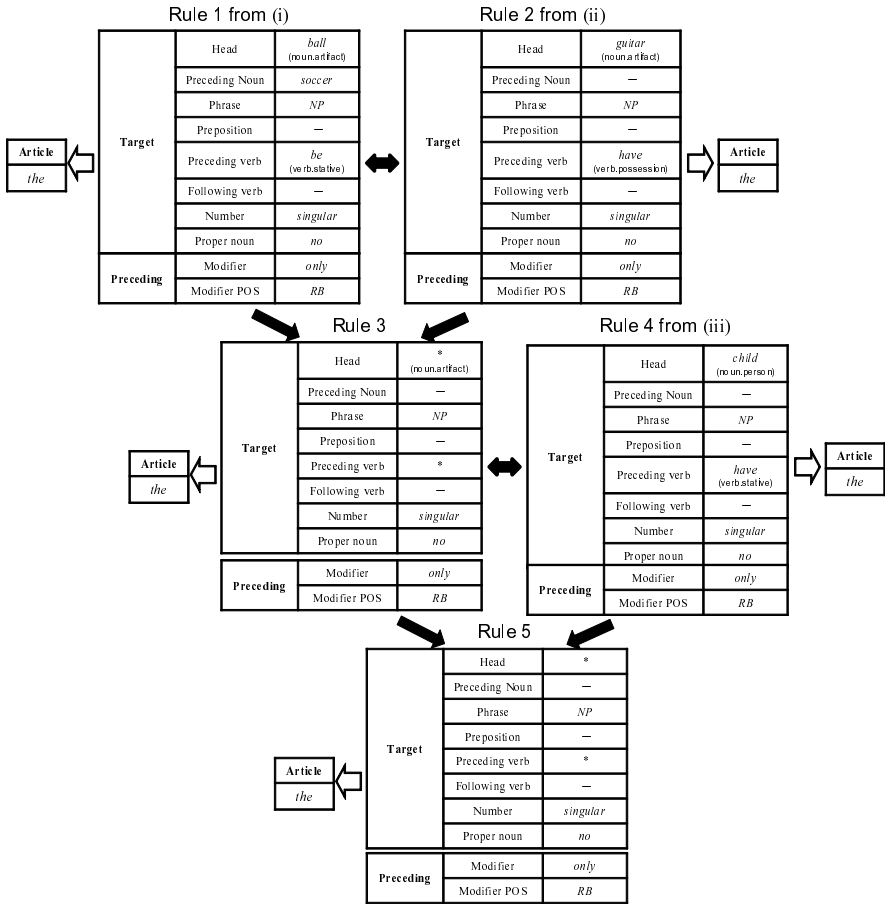 Rule 1 from (i)
Target
Head
ball
(noun.artifact)
Preceding Noun
soccer
Phrase
NP
Preposition
—
Preceding verb
be
(verb.stative)
Following verb
—
Number
singular
Proper noun
no
Preceding
Modifier
only
Modifier POS
RB
Article
the
Rule 2 from (ii)
Target
Head
guitar
(noun.artifact)
Preceding Noun
—
Phrase
NP
Preposition
—
Preceding verb
have
(verb.possession)
Following verb
—
Number
singular
Proper noun
no
Preceding
Modifier
only
Modifier POS
RB
Article
the
Rule 3
Target
Head
*
(noun.artifact)
Preceding Noun
—
Phrase
NP
Preposition
—
Preceding verb
*
Following verb
—
Number
singular
Proper noun
no
Preceding
Modifier
only
Modifier POS
RB
Article
the
Rule 4 from (iii)
Target
Head
child
(noun.person)
Preceding Noun
—
Phrase
NP
Preposition
—
Preceding verb
have
(verb.stative)
Following verb
—
Number
singular
Proper noun
no
Preceding
Modifier
only
Modifier POS
RB
Article
the
Rule 5
Target
Head
*
Preceding Noun
—
Phrase
NP
Preposition
—
Preceding verb
*
Following verb
—
Number
singular
Proper noun
no
Preceding
Modifier
only
Modifier POS
RB
Article
the